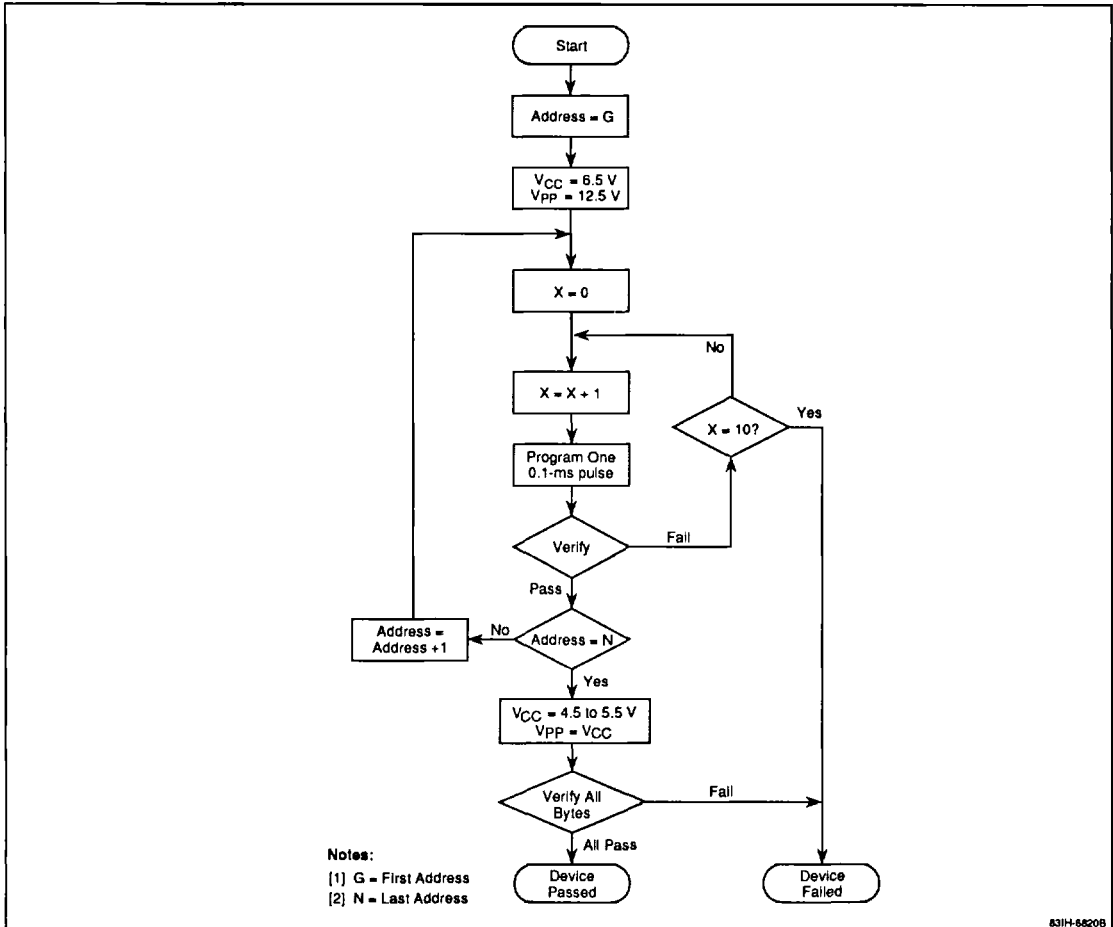 Start
Address = G
VCC = 6.5 V
VPP = 12.5 V
X = 0
No
X = X + 1
Yes
X = 10?
Program One
0.1-ms pulse
Verify
Fail
Pass
Address =
Address +1
No
Address = N
Yes
VCC = 4.5 to 5.5 V
VPP = VCC
Verify All
Bytes
Fail
All Pass
Notes:
[1] G = First Address
[2] N = Last Address
Device
Passed
Device
Failed
83IH-6820B